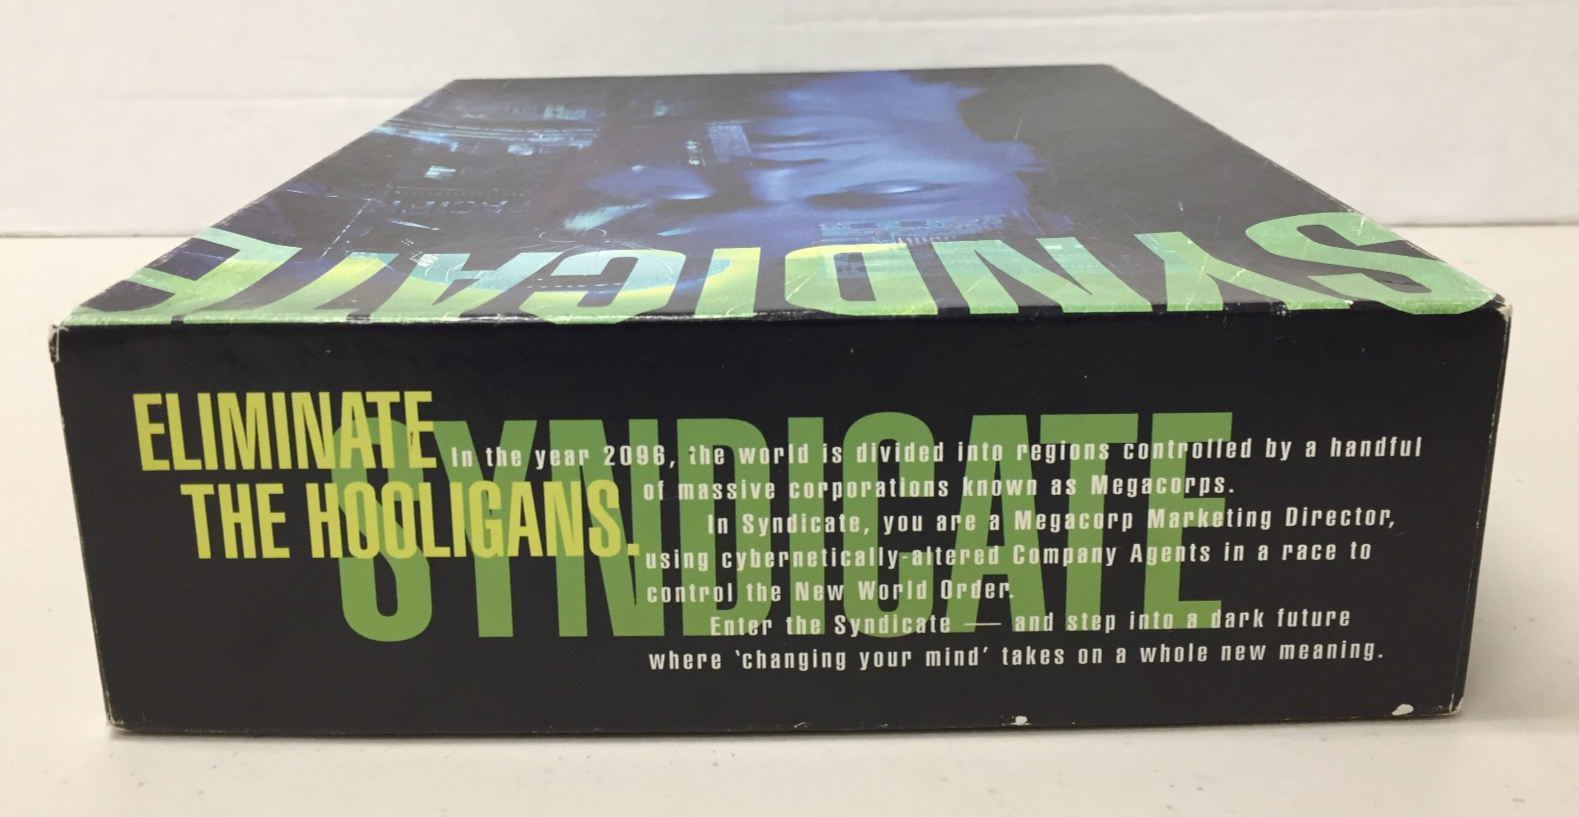 SYNDICATE
SYNDICATE
ELIMINATE
THE HOOLIGANS.
In the year 2096, the world is divided into regions controlled by a handful
of massive corporations known as Megacorps.
In Syndicate, you are a Megacorp Marketing Director,
using cybernetically-altered Company Agents in a race to
control the New World Order.
Enter the Syndicate — and step into a dark future
where ‘changing your mind’ takes on a whole new meaning.